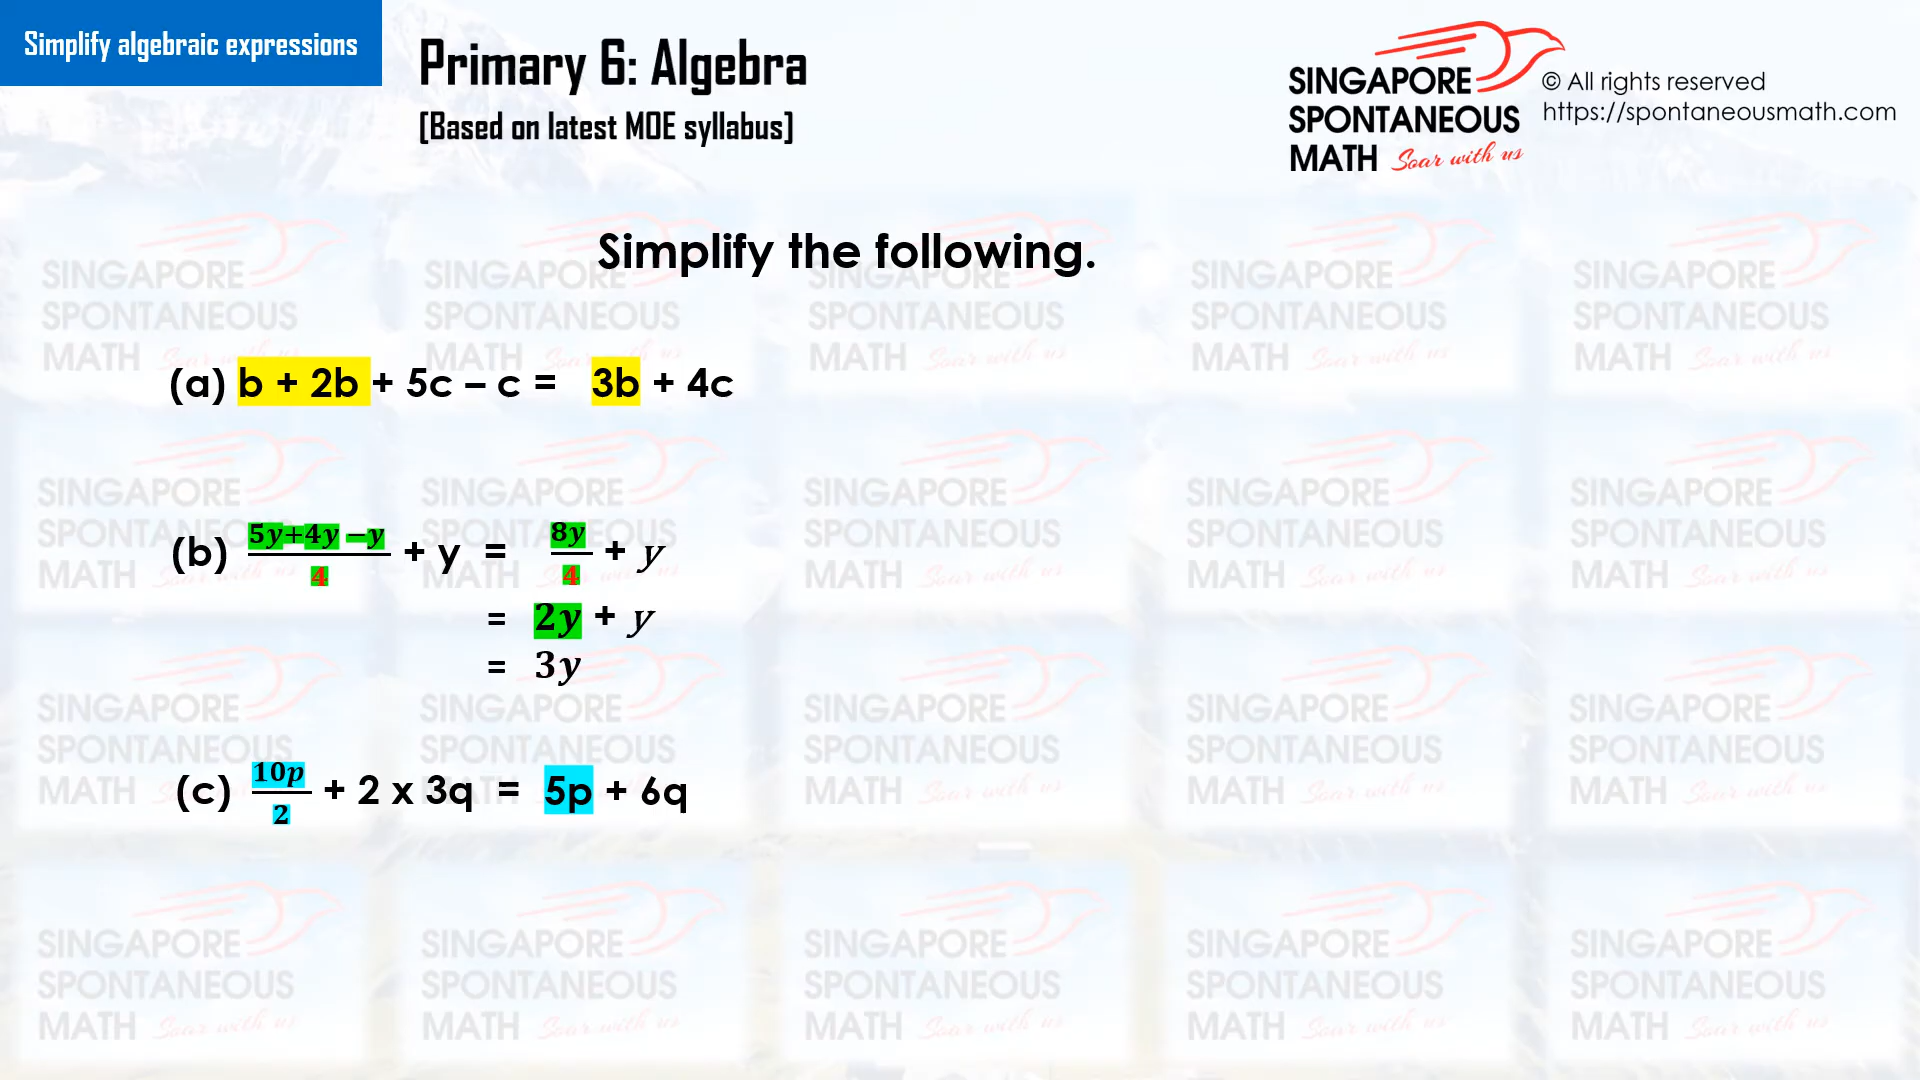 Simplify algebraic expressions
Primary 6: Algebra
[Based on latest MOE syllabus]
SINGAPORE
SPONTANEOUS
MATH Soar with us
© All rights reserved
https://spontaneousmath.com
Simplify the following.
(a) b + 2b + 5c – c = 3b + 4c
(b) (5y+4y −y)/4 + y = 8y/4 + y
= 2y + y
= 3y
(c) 10p/2 + 2 x 3q = 5p + 6q